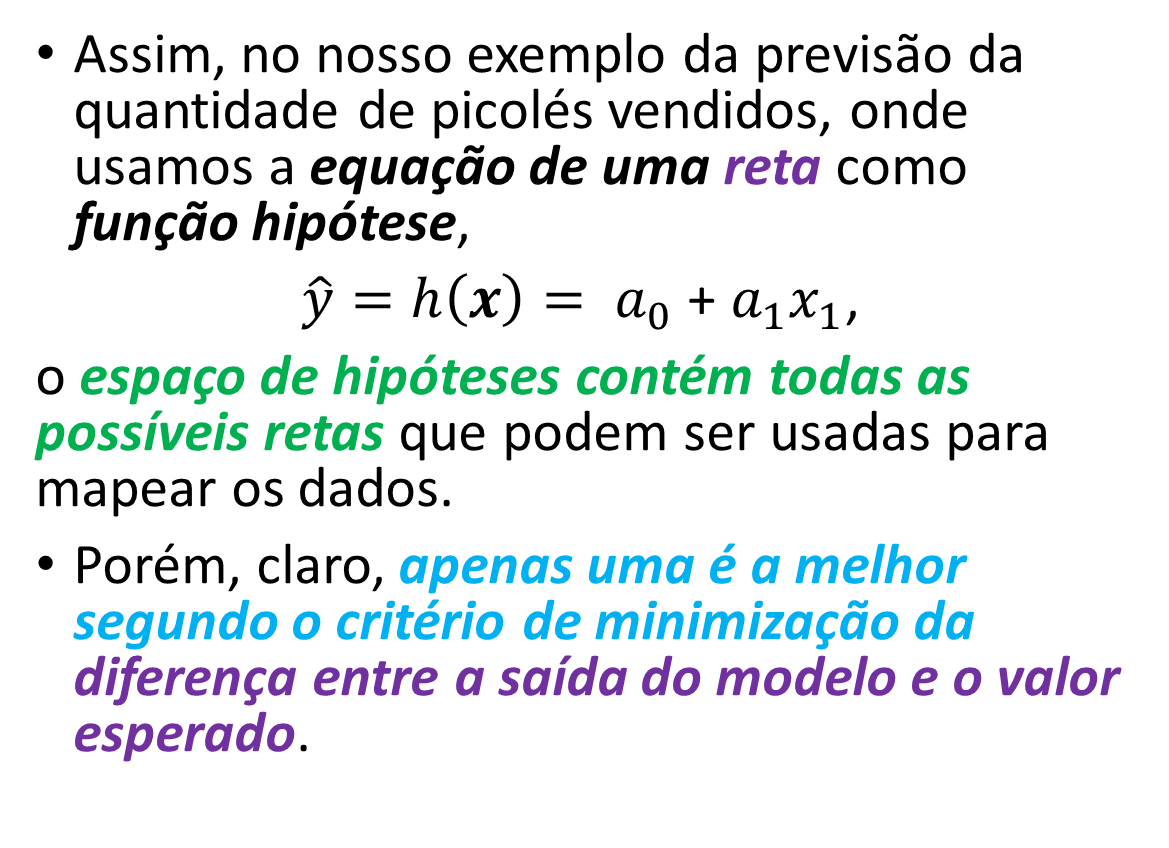 • Assim, no nosso exemplo da previsão da
quantidade de picolés vendidos, onde
usamos a equação de uma reta como
função hipótese,
ŷ = h(x) = a₀ + a₁x₁,
o espaço de hipóteses contém todas as
possíveis retas que podem ser usadas para
mapear os dados.
• Porém, claro, apenas uma é a melhor
segundo o critério de minimização da
diferença entre a saída do modelo e o valor
esperado.